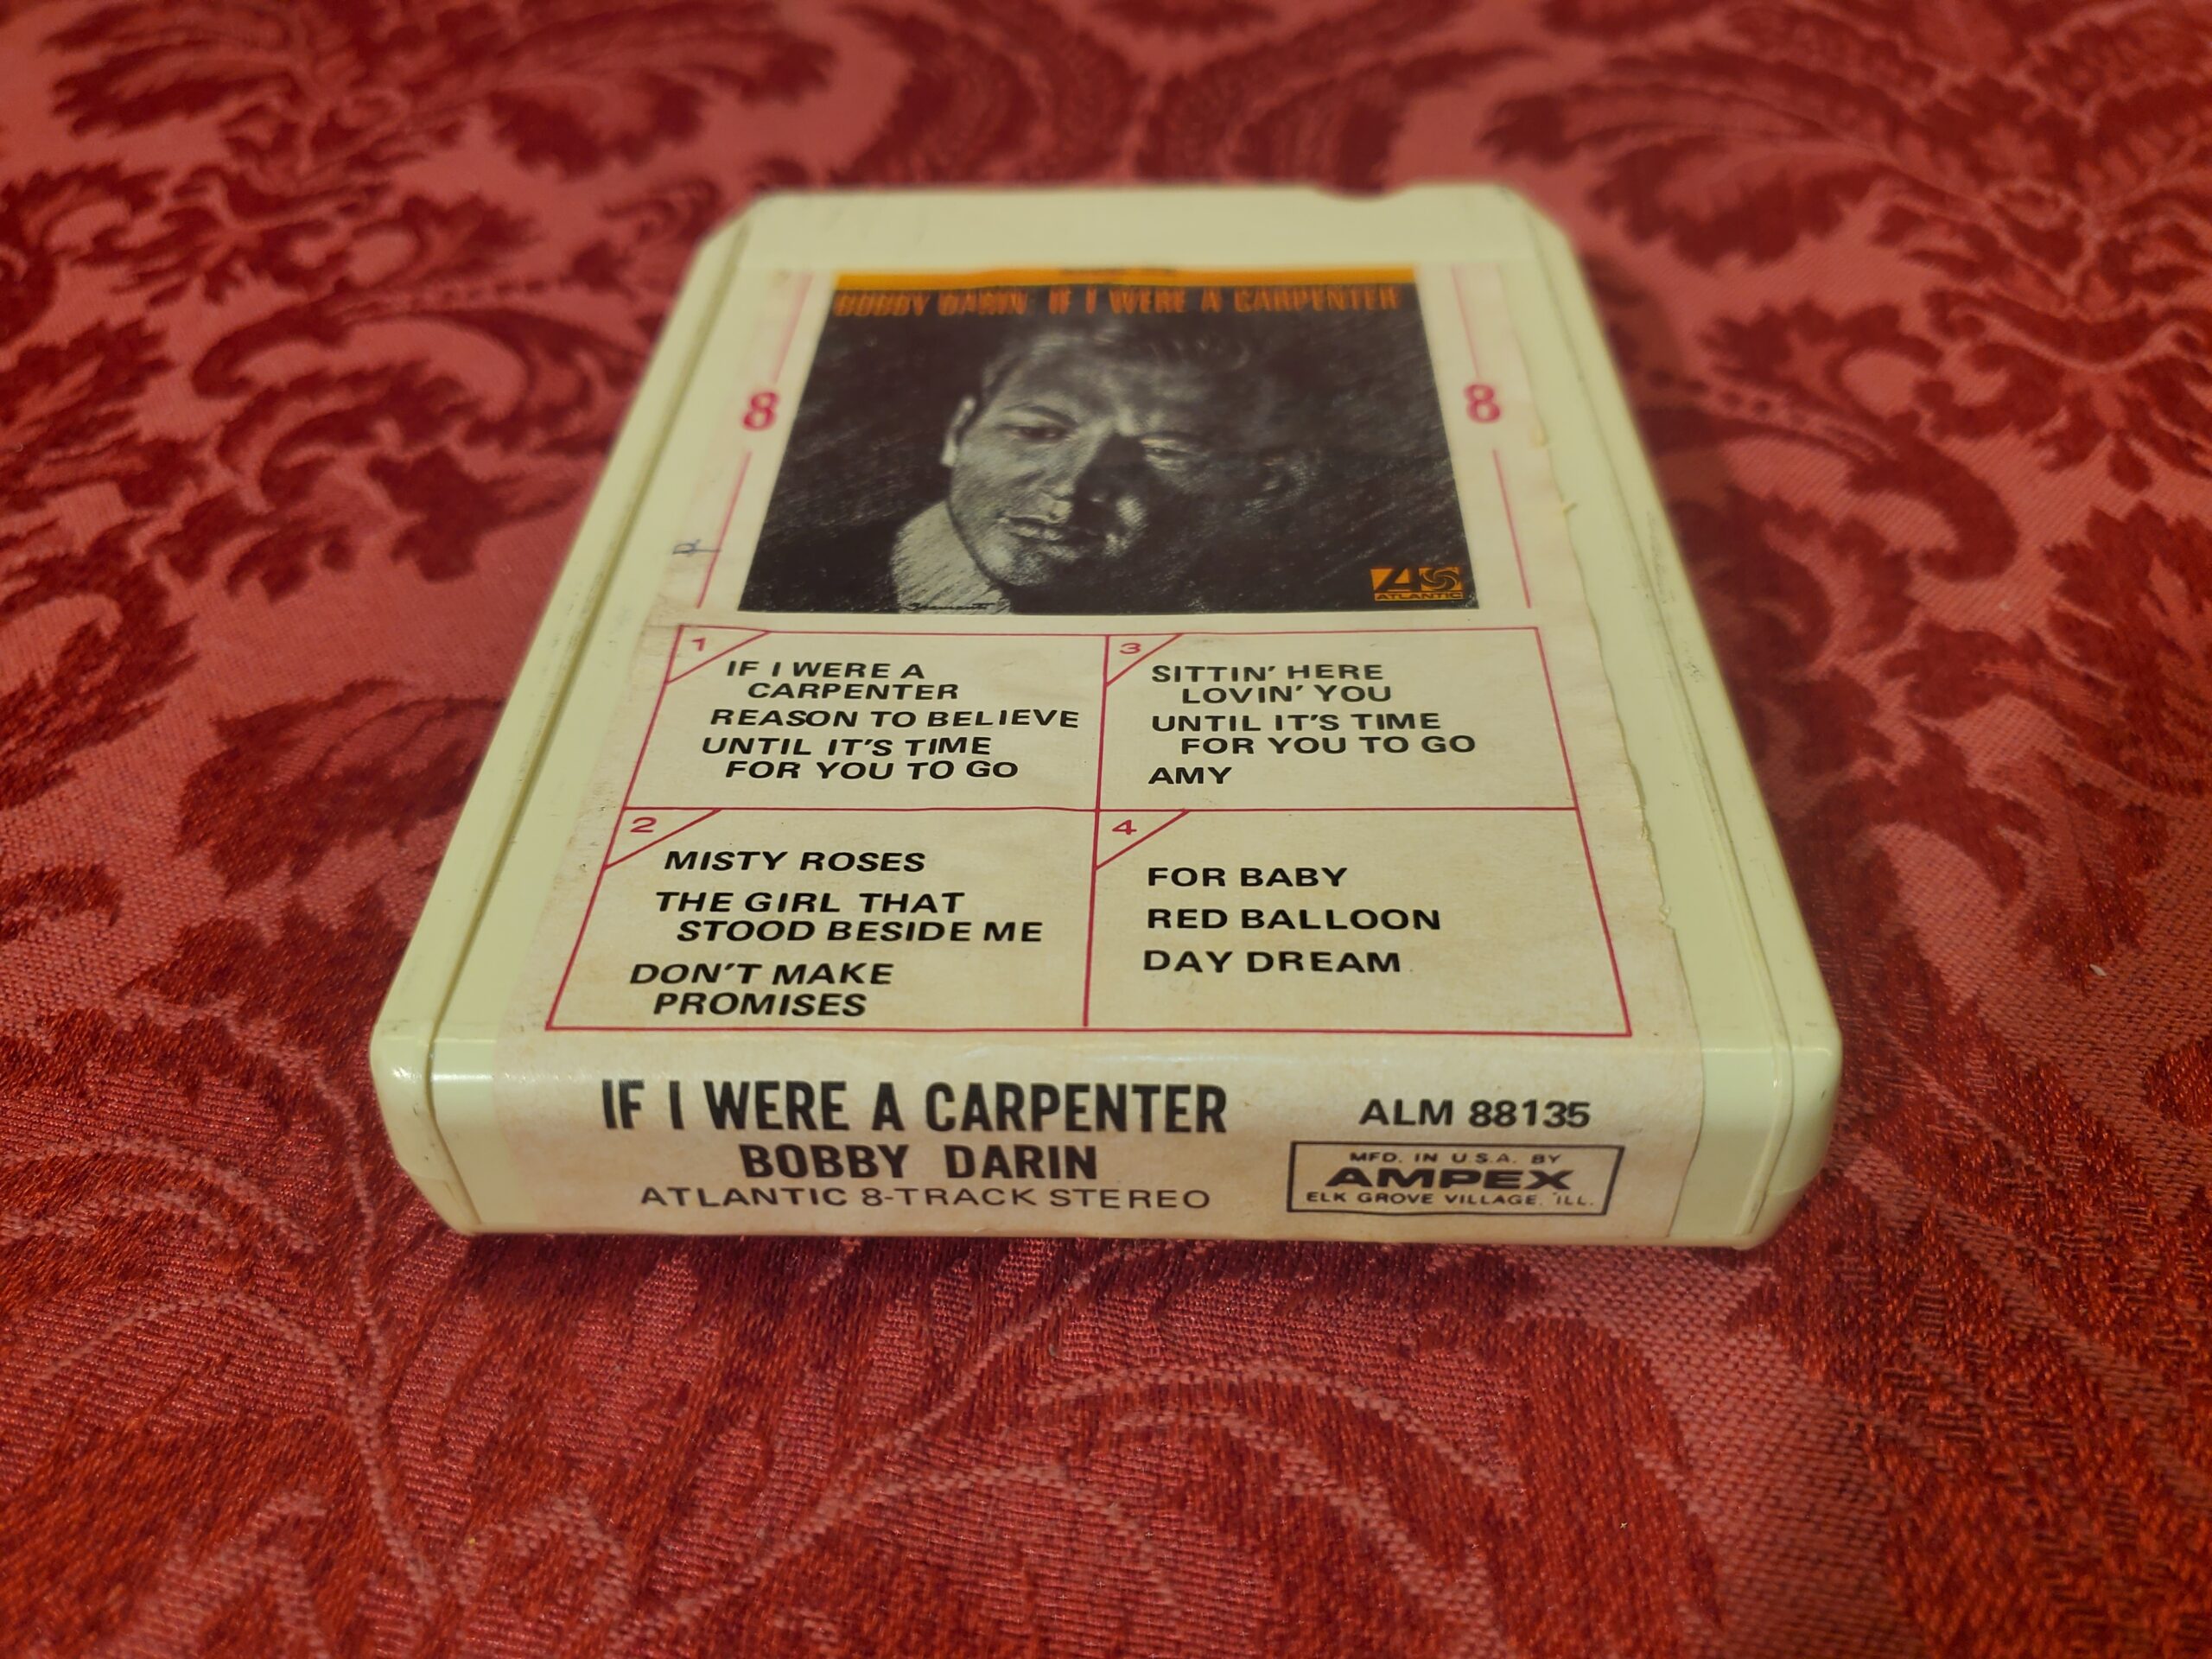 BOBBY DARIN IF I WERE A CARPENTER
8
8
ATLANTIC
1
IF I WERE A
CARPENTER
REASON TO BELIEVE
UNTIL IT'S TIME
FOR YOU TO GO
2
MISTY ROSES
THE GIRL THAT
STOOD BESIDE ME
DON'T MAKE
PROMISES
3
SITTIN' HERE
LOVIN' YOU
UNTIL IT'S TIME
FOR YOU TO GO
AMY
4
FOR BABY
RED BALLOON
DAY DREAM
IF I WERE A CARPENTER
BOBBY DARIN
ATLANTIC 8-TRACK STEREO
ALM 88135
MFD. IN U.S.A. BY
AMPEX
ELK GROVE VILLAGE, ILL.